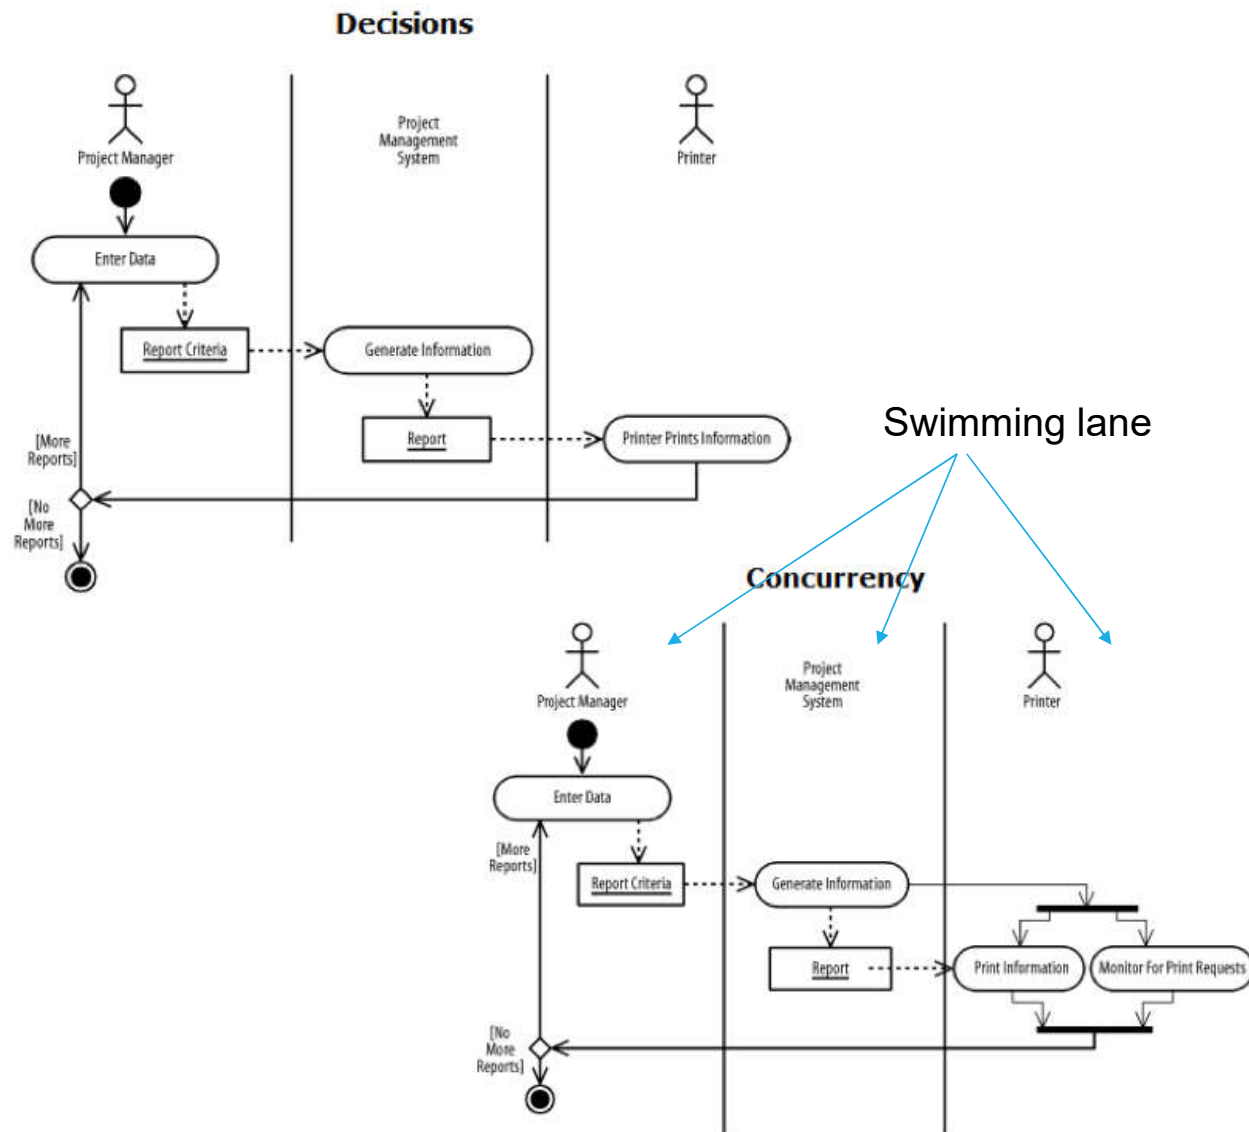 Decisions
Project Manager
Project
Management
System
Printer
Enter Data
Report Criteria
Generate Information
Report
Printer Prints Information
[More
Reports]
[No
More
Reports]
Swimming lane
Concurrency
Project Manager
Project
Management
System
Printer
Enter Data
[More
Reports]
Report Criteria
Generate Information
Report
Print Information
Monitor For Print Requests
[No
More
Reports]